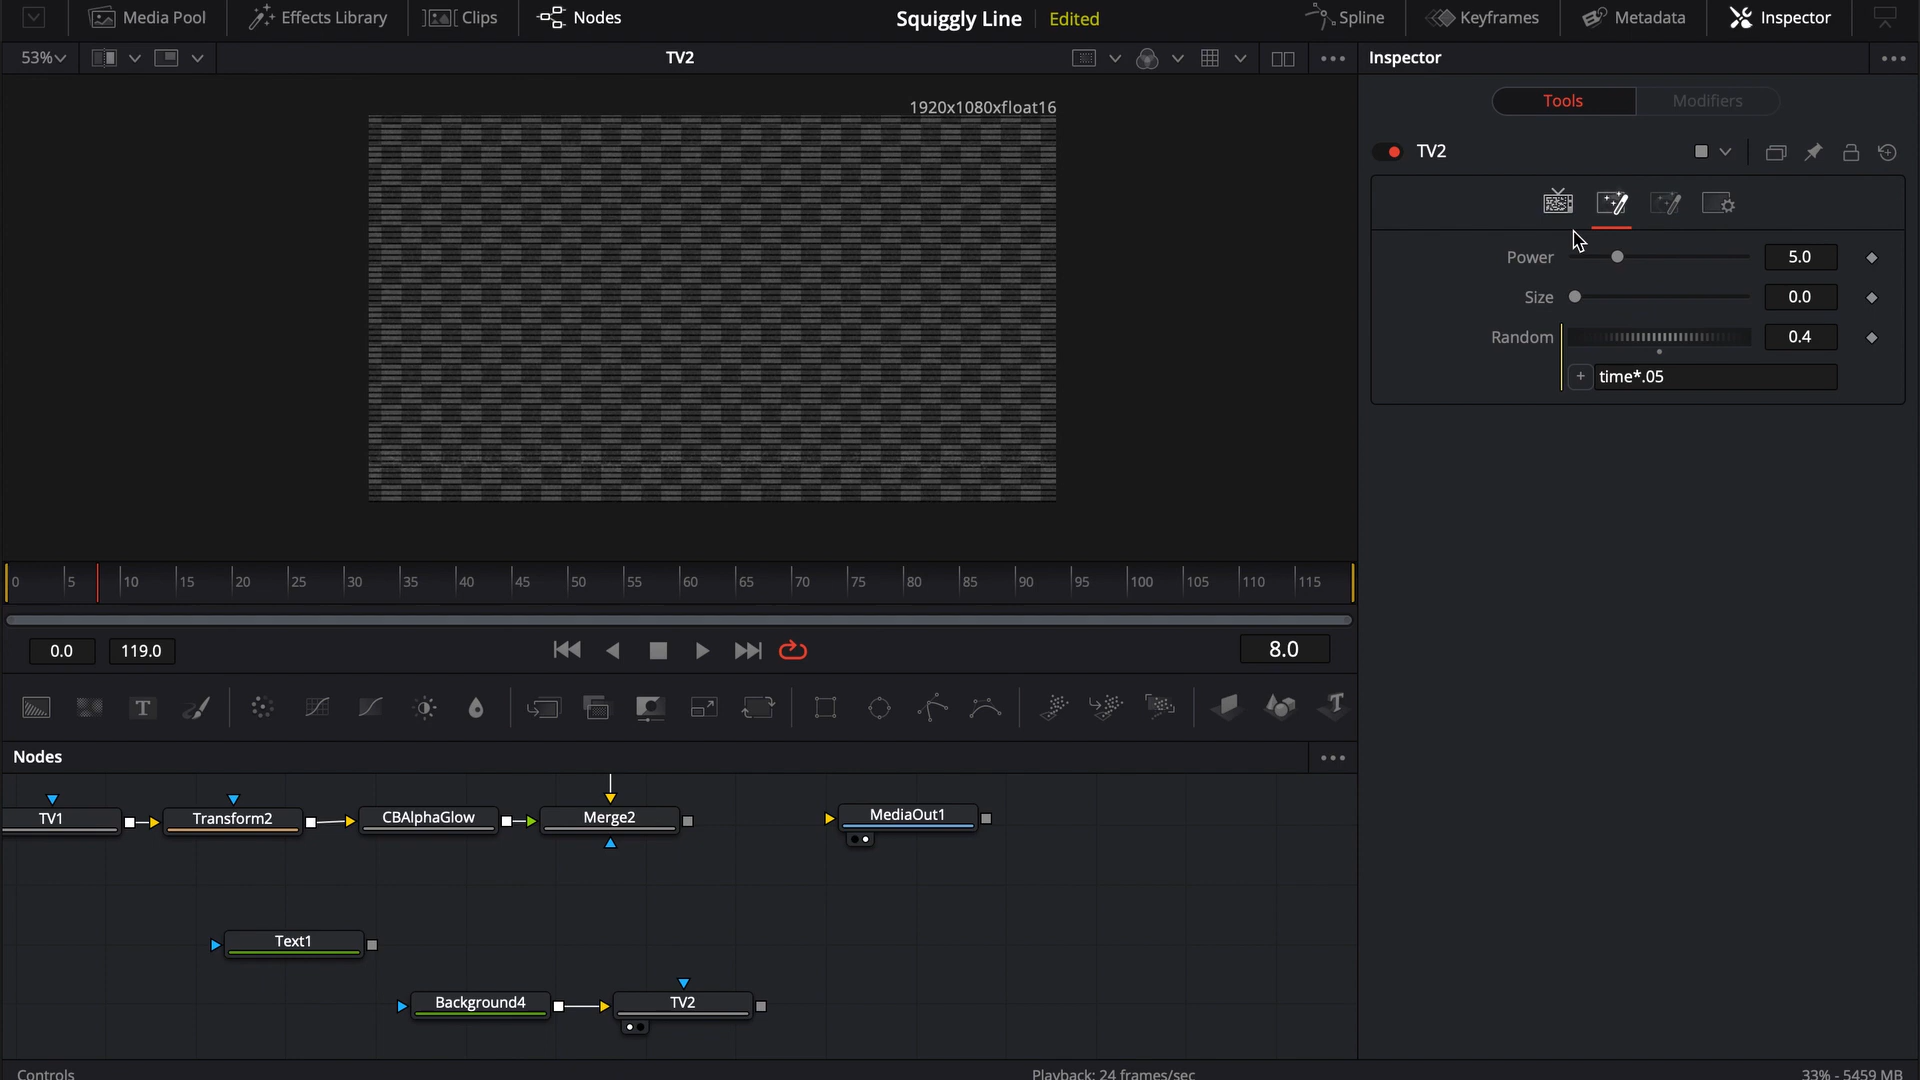 Media Pool
Effects Library
Clips
Nodes
Squiggly Line
Edited
Spline
Keyframes
Metadata
Inspector
53%
TV2
Inspector
1920x1080xfloat16
Tools
Modifiers
TV2
Power
5.0
Size
0.0
Random
0.4
+
time*.05
0
5
10
15
20
25
30
35
40
45
50
55
60
65
70
75
80
85
90
95
100
105
110
115
0.0
119.0
8.0
T
T
Nodes
TV1
Transform2
CBAlphaGlow
Merge2
MediaOut1
Text1
Background4
TV2
Controls
Playback: 24 frames/sec
33% - 5459 MB